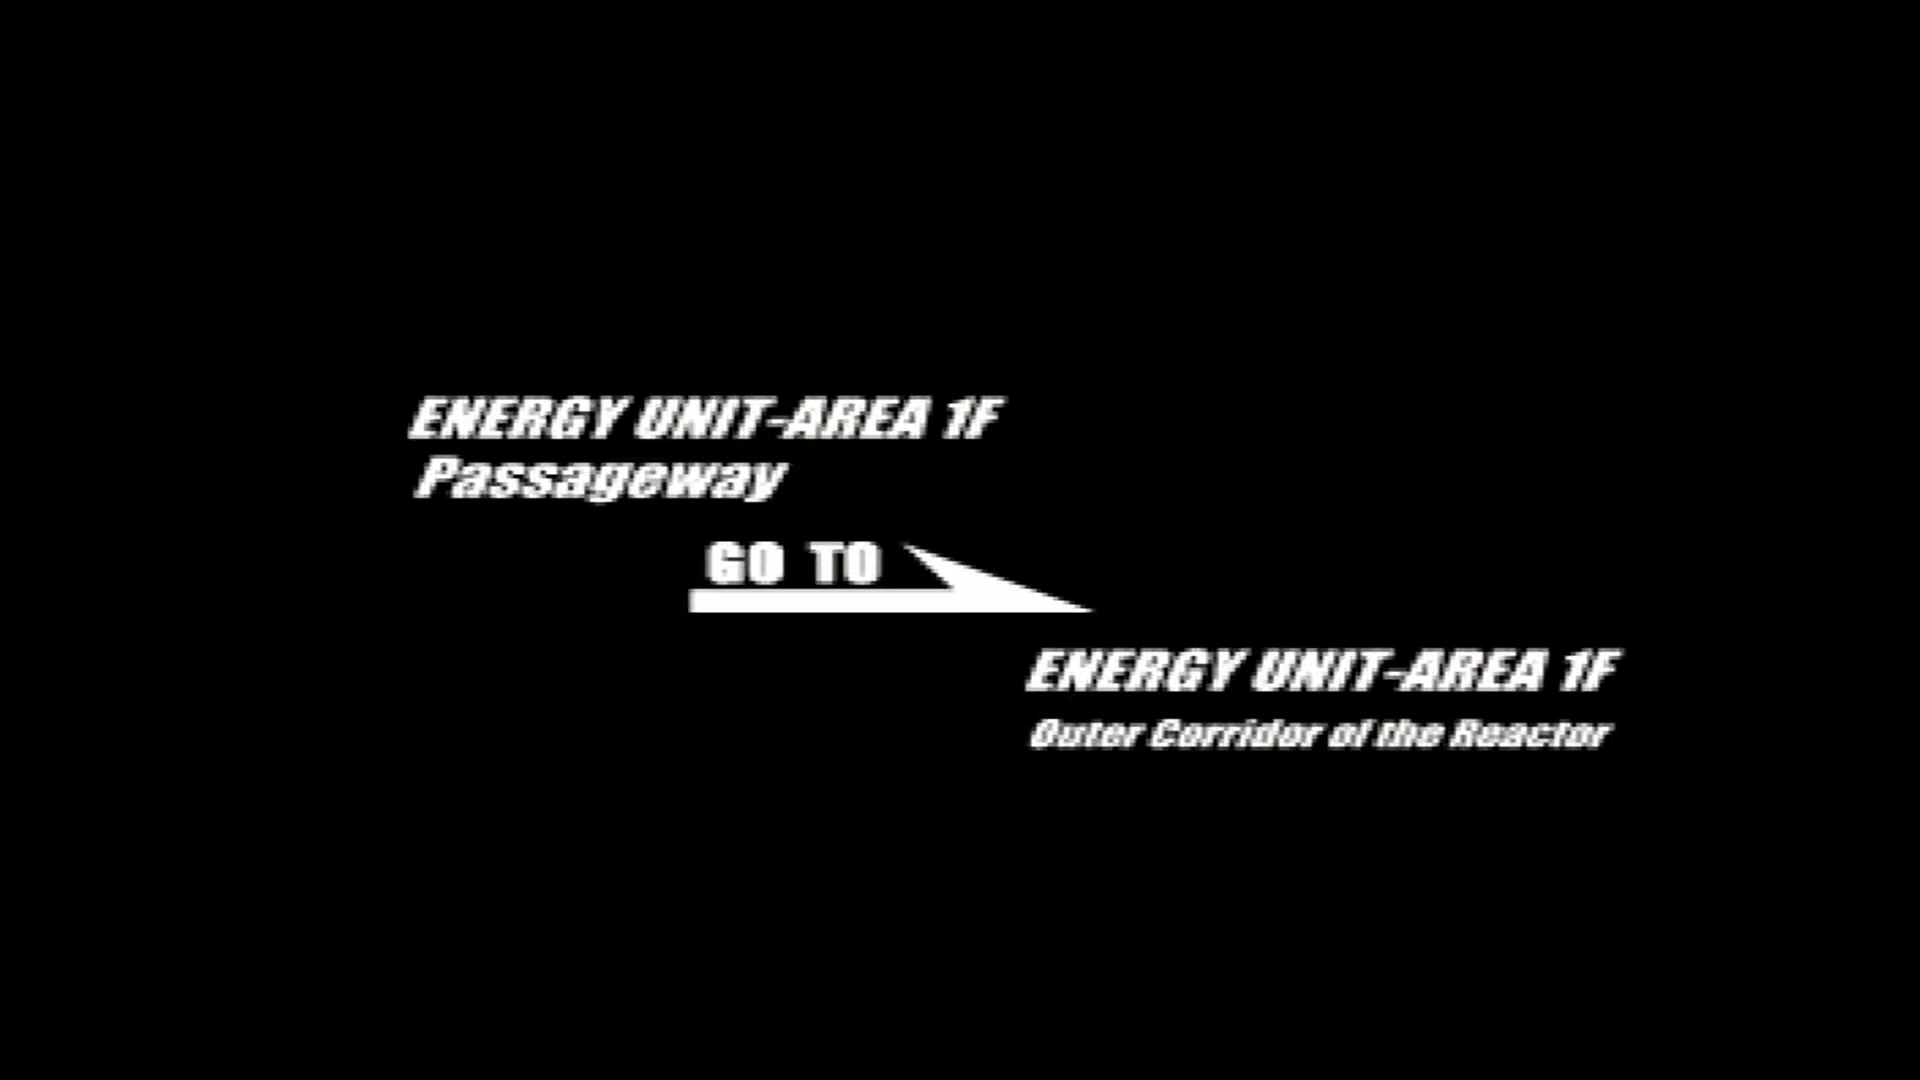 ENERGY UNIT-AREA 1F
Passageway
GO TO
ENERGY UNIT-AREA 1F
Outer Corridor of the Reactor